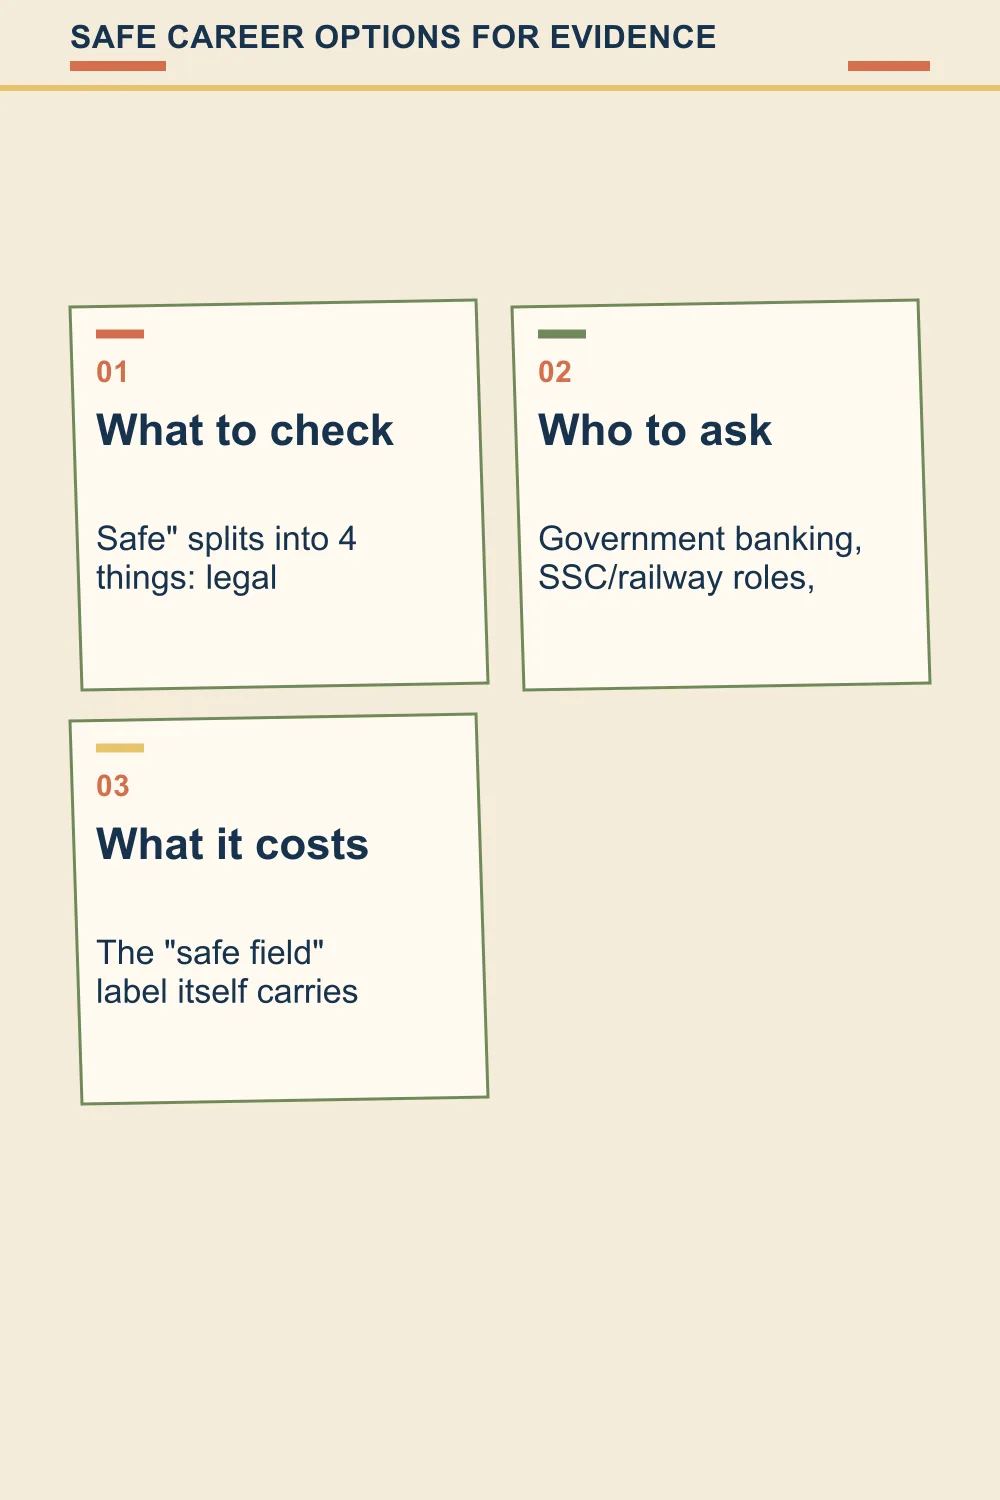 SAFE CAREER OPTIONS FOR EVIDENCE
01
What to check
Safe" splits into 4
things: legal
02
Who to ask
Government banking,
SSC/railway roles,
03
What it costs
The "safe field"
label itself carries